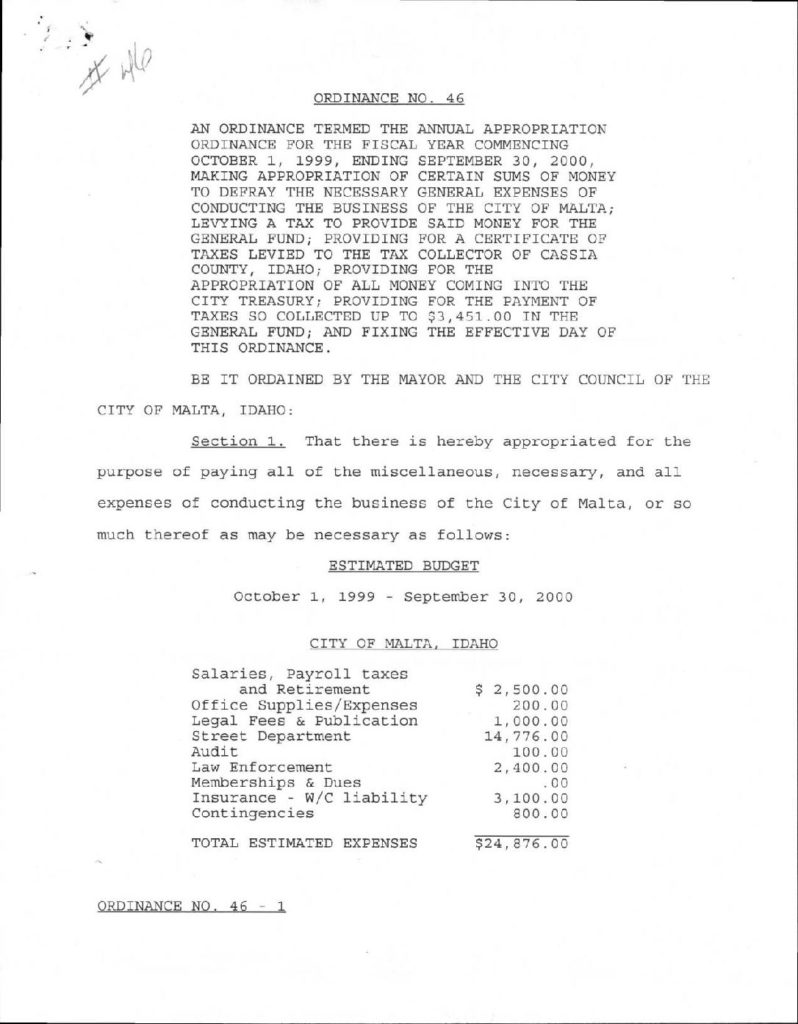 # 46
ORDINANCE NO. 46
AN ORDINANCE TERMED THE ANNUAL APPROPRIATION
ORDINANCE FOR THE FISCAL YEAR COMMENCING
OCTOBER 1, 1999, ENDING SEPTEMBER 30, 2000,
MAKING APPROPRIATION OF CERTAIN SUMS OF MONEY
TO DEFRAY THE NECESSARY GENERAL EXPENSES OF
CONDUCTING THE BUSINESS OF THE CITY OF MALTA;
LEVYING A TAX TO PROVIDE SAID MONEY FOR THE
GENERAL FUND; PROVIDING FOR A CERTIFICATE OF
TAXES LEVIED TO THE TAX COLLECTOR OF CASSIA
COUNTY, IDAHO; PROVIDING FOR THE
APPROPRIATION OF ALL MONEY COMING INTO THE
CITY TREASURY; PROVIDING FOR THE PAYMENT OF
TAXES SO COLLECTED UP TO $3,451.00 IN THE
GENERAL FUND; AND FIXING THE EFFECTIVE DAY OF
THIS ORDINANCE.
BE IT ORDAINED BY THE MAYOR AND THE CITY COUNCIL OF THE
CITY OF MALTA, IDAHO:
Section 1. That there is hereby appropriated for the
purpose of paying all of the miscellaneous, necessary, and all
expenses of conducting the business of the City of Malta, or so
much thereof as may be necessary as follows:
ESTIMATED BUDGET
October 1, 1999 - September 30, 2000
CITY OF MALTA, IDAHO
Salaries, Payroll taxes
and Retirement $ 2,500.00
Office Supplies/Expenses 200.00
Legal Fees & Publication 1,000.00
Street Department 14,776.00
Audit 100.00
Law Enforcement 2,400.00
Memberships & Dues .00
Insurance - W/C liability 3,100.00
Contingencies 800.00
TOTAL ESTIMATED EXPENSES $24,876.00
ORDINANCE NO. 46 - 1